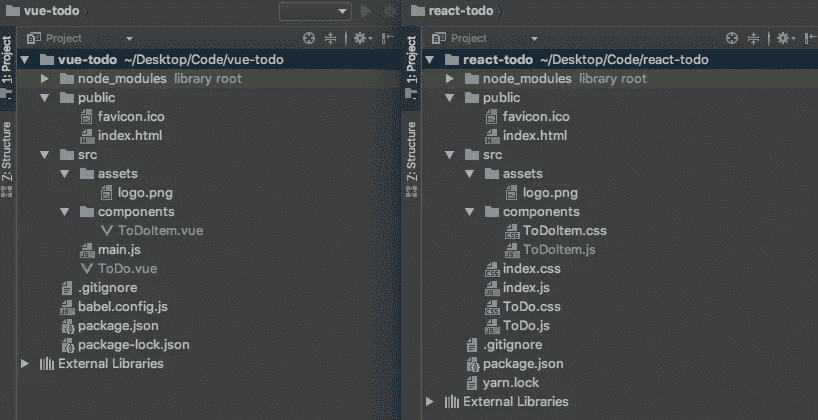 vue-todo
Project
vue-todo ~/Desktop/Code/vue-todo
node_modules library root
public
favicon.ico
index.html
src
assets
logo.png
components
ToDoItem.vue
main.js
ToDo.vue
.gitignore
babel.config.js
package.json
package-lock.json
External Libraries
1: Project
7: Structure
react-todo
Project
react-todo ~/Desktop/Code/react-todo
node_modules library root
public
favicon.ico
index.html
src
assets
logo.png
components
ToDoItem.css
ToDoItem.js
index.css
index.js
ToDo.css
ToDo.js
.gitignore
package.json
yarn.lock
External Libraries
1: Project
7: Structure